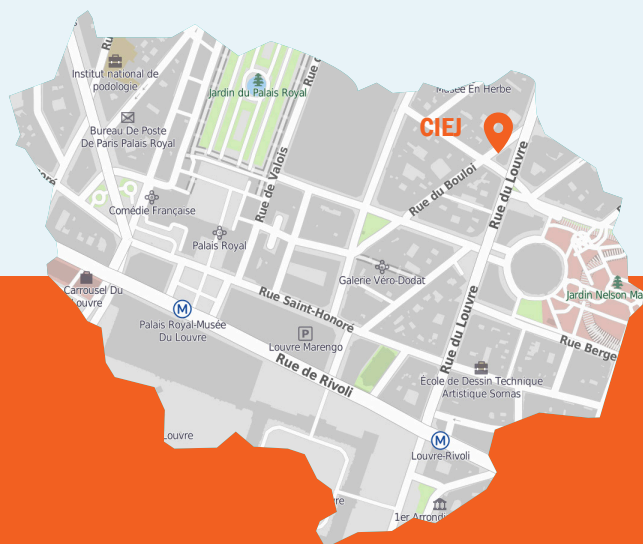 Institut national de
podologie
Jardin du Palais Royal
Musée En Herbe
CIEJ
Bureau De Poste
De Paris Palais Royal
Rue de Valois
Rue du Bouloi
Rue du Louvre
Comédie Française
Palais Royal
Galerie Véro-Dodat
Carrousel Du
Louvre
Jardin Nelson Ma
Rue Saint-Honoré
Palais Royal-Musée
Du Louvre
Louvre Marengo
Rue du Louvre
Rue Berge
Rue de Rivoli
École de Dessin Technique
Artistique Sornas
Louvre
Louvre-Rivoli
1er Arrondi